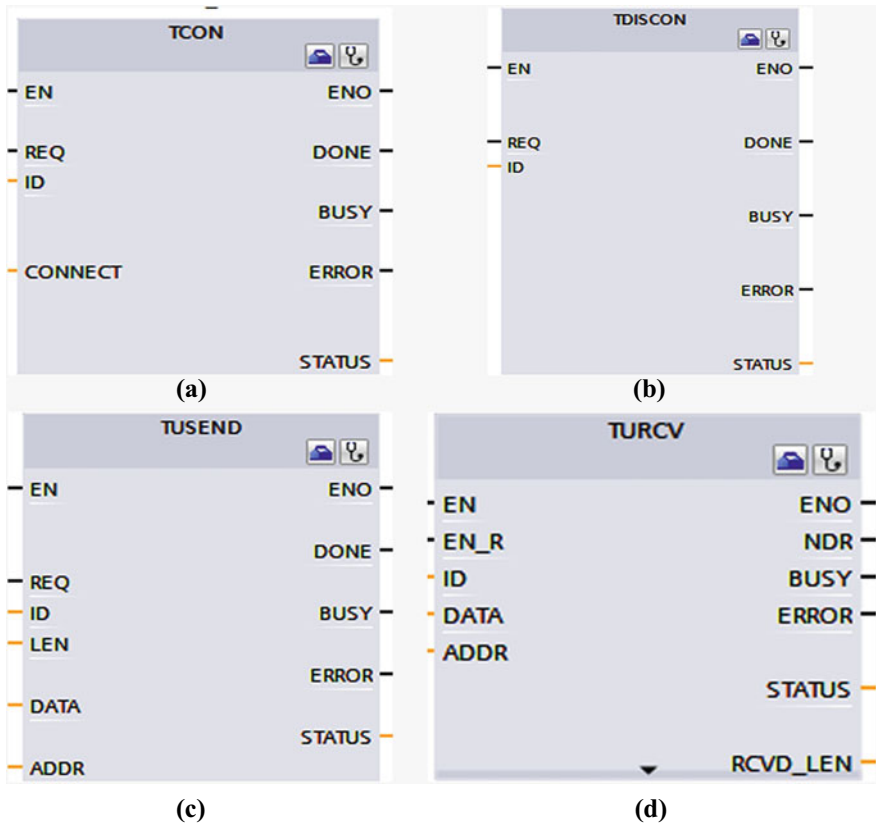 TCON
EN ENO
REQ DONE
ID
BUSY
CONNECT ERROR
STATUS
(a)
TDISCON
EN ENO
REQ DONE
ID
BUSY
ERROR
STATUS
(b)
TUSEND
EN ENO
DONE
REQ
ID BUSY
LEN
ERROR
DATA
STATUS
ADDR
(c)
TURCV
EN ENO
EN_R NDR
ID BUSY
DATA ERROR
ADDR
STATUS
RCVD_LEN
(d)